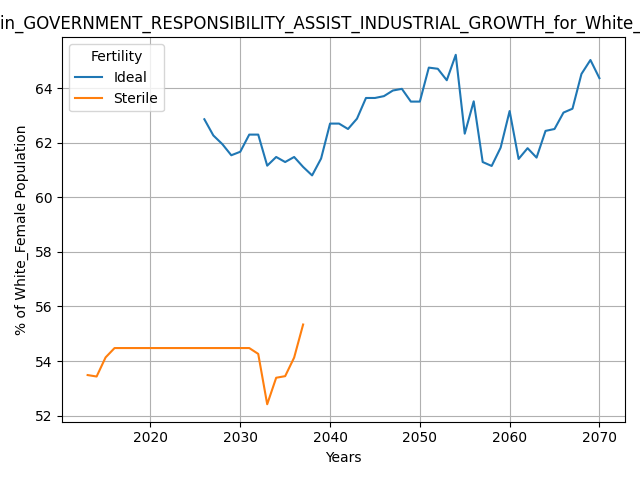 in_GOVERNMENT_RESPONSIBILITY_ASSIST_INDUSTRIAL_GROWTH_for_White_
Fertility
Ideal
Sterile
64
62
60
58
56
54
52
% of White_Female Population
2020 2030 2040 2050 2060 2070
Years